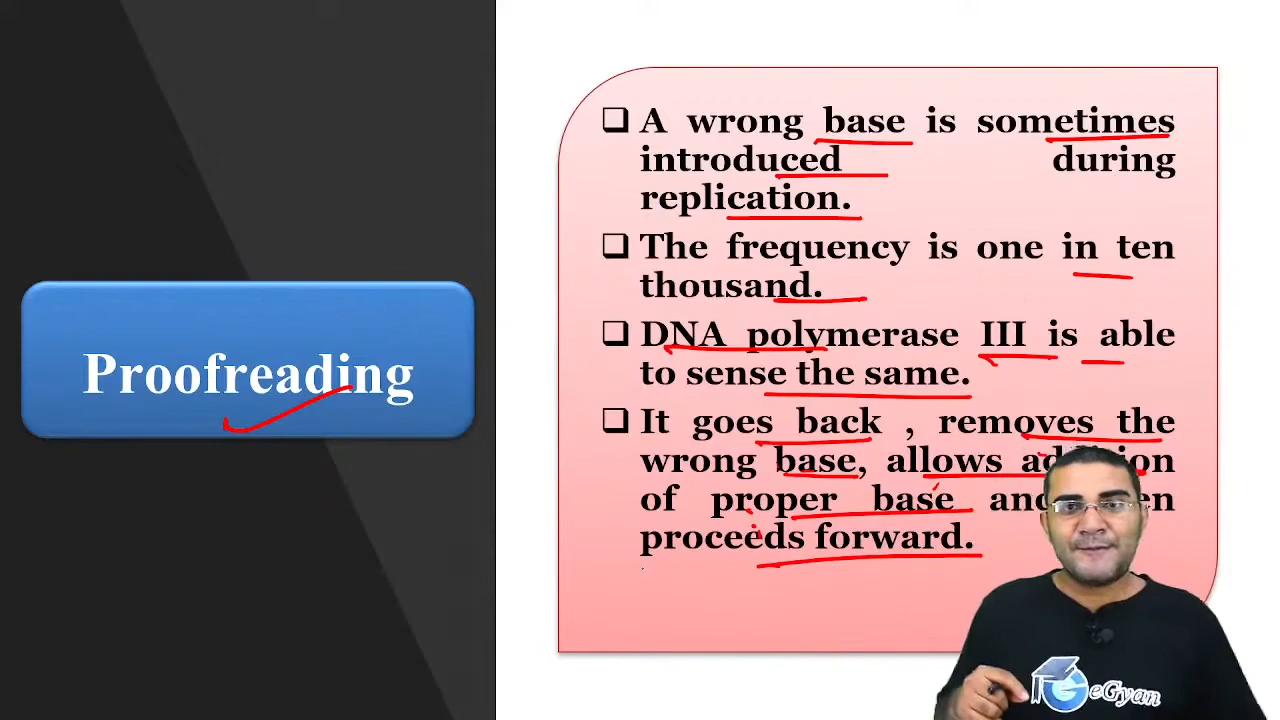 Proofreading
❑ A wrong base is sometimes
introduced during
replication.
❑ The frequency is one in ten
thousand.
❑ DNA polymerase III is able
to sense the same.
❑ It goes back , removes the
wrong base, allows addition
of proper base and
proceeds forward.
eGyan